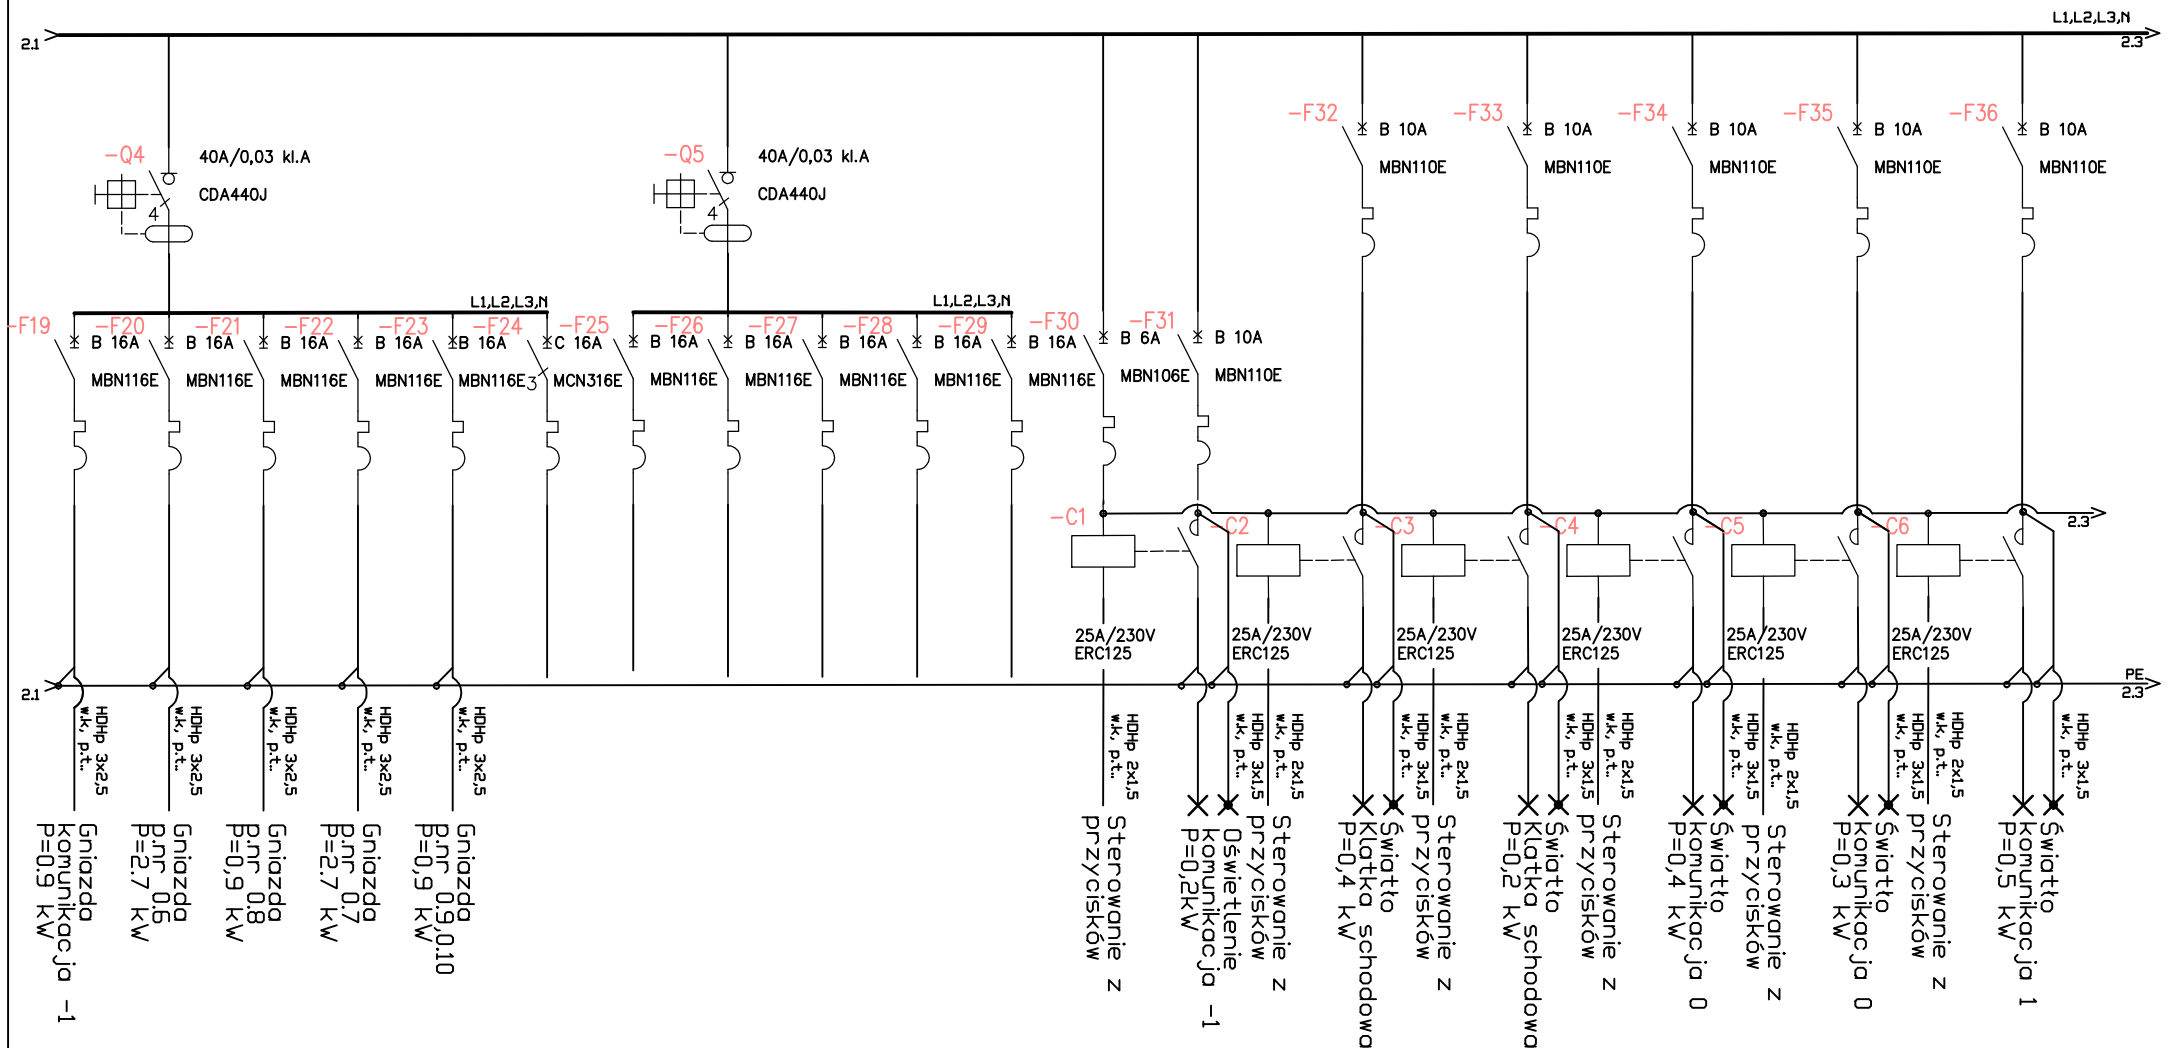 L1,L2,L3,N
2.1
2.3
-F32
B 10A
MBN110E
-F33
B 10A
MBN110E
-F34
B 10A
MBN110E
-F35
B 10A
MBN110E
-F36
B 10A
MBN110E
-Q4
40A/0,03 kl.A
CDA440J
4
-Q5
40A/0,03 kl.A
CDA440J
4
L1,L2,L3,N
L1,L2,L3,N
-F19
B 16A
MBN116E
-F20
B 16A
MBN116E
-F21
B 16A
MBN116E
-F22
B 16A
MBN116E
-F23
B 16A
MBN116E
-F24
C 16A
MCN316E
3
-F25
B 16A
MBN116E
-F26
B 16A
MBN116E
-F27
B 16A
MBN116E
-F28
B 16A
MBN116E
-F29
B 16A
MBN116E
-F30
B 6A
MBN106E
-F31
B 10A
MBN110E
-C1
-C2
-C3
-C4
-C5
-C6
2.3
25A/230V
ERC125
25A/230V
ERC125
25A/230V
ERC125
25A/230V
ERC125
25A/230V
ERC125
25A/230V
ERC125
2.1
PE
2.3
HDHp 3x2,5
w.k, p.t..
HDHp 3x2,5
w.k, p.t..
HDHp 3x2,5
w.k, p.t..
HDHp 3x2,5
w.k, p.t..
HDHp 3x2,5
w.k, p.t..
HDHp 2x1,5
w.k, p.t..
HDHp 3x1,5
w.k, p.t..
HDHp 2x1,5
w.k, p.t..
HDHp 3x1,5
w.k, p.t..
HDHp 2x1,5
w.k, p.t..
HDHp 3x1,5
w.k, p.t..
HDHp 2x1,5
w.k, p.t..
HDHp 3x1,5
w.k, p.t..
HDHp 2x1,5
w.k, p.t..
HDHp 3x1,5
w.k, p.t..
HDHp 2x1,5
w.k, p.t..
HDHp 3x1,5
w.k, p.t..
Gniazda
komunikacja -1
P=0.9 kW
Gniazda
p.nr 0.6
P=2.7 kW
Gniazda
p.nr 0.8
P=0,9 kW
Gniazda
p.nr 0.7
P=2.7 kW
Gniazda
p.nr 0.9,0.10
P=0,9 kW
Sterowanie z
przycisków
Oświetlenie
komunikacja -1
P=0,2kW
Sterowanie z
przycisków
Światło
Klatka schodowa
P=0,4 kW
Sterowanie z
przycisków
Światło
Klatka schodowa
P=0,2 kW
Sterowanie z
przycisków
Światło
komunikacja 0
P=0,4 kW
Sterowanie z
przycisków
Światło
komunikacja 0
P=0,3 kW
Sterowanie z
przycisków
Światło
komunikacja 1
P=0,5 kW